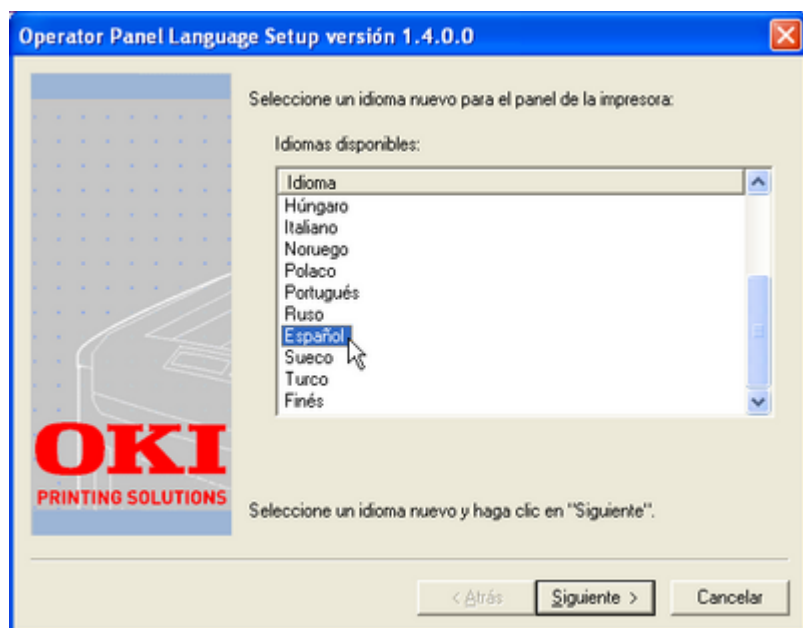 Operator Panel Language Setup versión 1.4.0.0
Seleccione un idioma nuevo para el panel de la impresora:
Idiomas disponibles:
Idioma
Húngaro
Italiano
Noruego
Polaco
Portugués
Ruso
Español
Sueco
Turco
Finés
OKI
PRINTING SOLUTIONS
Seleccione un idioma nuevo y haga clic en "Siguiente".
< Atrás Siguiente > Cancelar